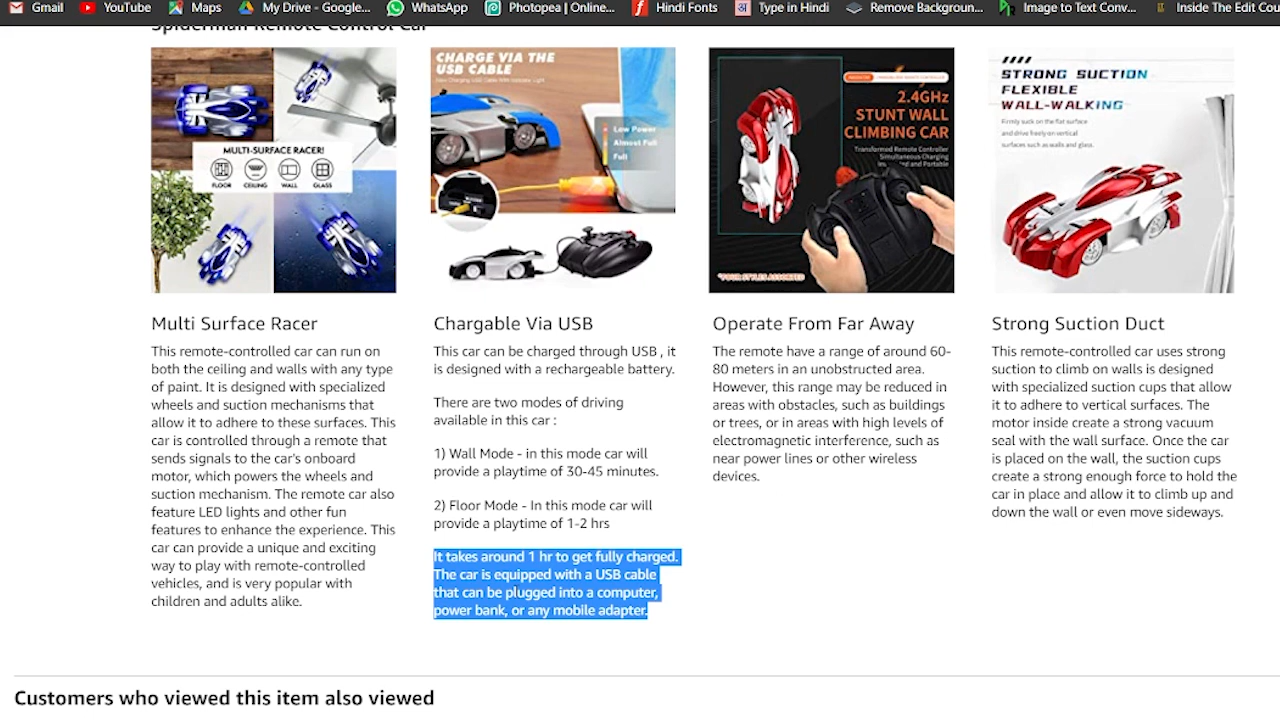 Gmail
YouTube
Maps
My Drive - Google...
WhatsApp
Photopea | Online...
Hindi Fonts
Type in Hindi
Remove Backgroun...
Image to Text Conv...
Inside The Edit Cou
Spiderman Remote Control Car
MULTI-SURFACE RACER!
FLOOR CEILING WALL GLASS
CHARGE VIA THE
USB CABLE
Low Power
Almost Full
Full
2.4GHz
STUNT WALL
CLIMBING CAR
Transformed Remote Controller
Simultaneous Charging
and Portable
*FOUR STYLES ASSORTED
STRONG SUCTION
FLEXIBLE
WALL-WALKING
Firmly suck on the flat surface
and drive freely on vertical
surfaces such as walls and glass.
Multi Surface Racer
This remote-controlled car can run on
both the ceiling and walls with any type
of paint. It is designed with specialized
wheels and suction mechanisms that
allow it to adhere to these surfaces. This
car is controlled through a remote that
sends signals to the car's onboard
motor, which powers the wheels and
suction mechanism. The remote car also
feature LED lights and other fun
features to enhance the experience. This
car can provide a unique and exciting
way to play with remote-controlled
vehicles, and is very popular with
children and adults alike.
Chargable Via USB
This car can be charged through USB , it
is designed with a rechargeable battery.
There are two modes of driving
available in this car :
1) Wall Mode - in this mode car will
provide a playtime of 30-45 minutes.
2) Floor Mode - In this mode car will
provide a playtime of 1-2 hrs
It takes around 1 hr to get fully charged.
The car is equipped with a USB cable
that can be plugged into a computer,
power bank, or any mobile adapter.
Operate From Far Away
The remote have a range of around 60-
80 meters in an unobstructed area.
However, this range may be reduced in
areas with obstacles, such as buildings
or trees, or in areas with high levels of
electromagnetic interference, such as
near power lines or other wireless
devices.
Strong Suction Duct
This remote-controlled car uses strong
suction to climb on walls is designed
with specialized suction cups that allow
it to adhere to vertical surfaces. The
motor inside create a strong vacuum
seal with the wall surface. Once the car
is placed on the wall, the suction cups
create a strong enough force to hold the
car in place and allow it to climb up and
down the wall or even move sideways.
Customers who viewed this item also viewed